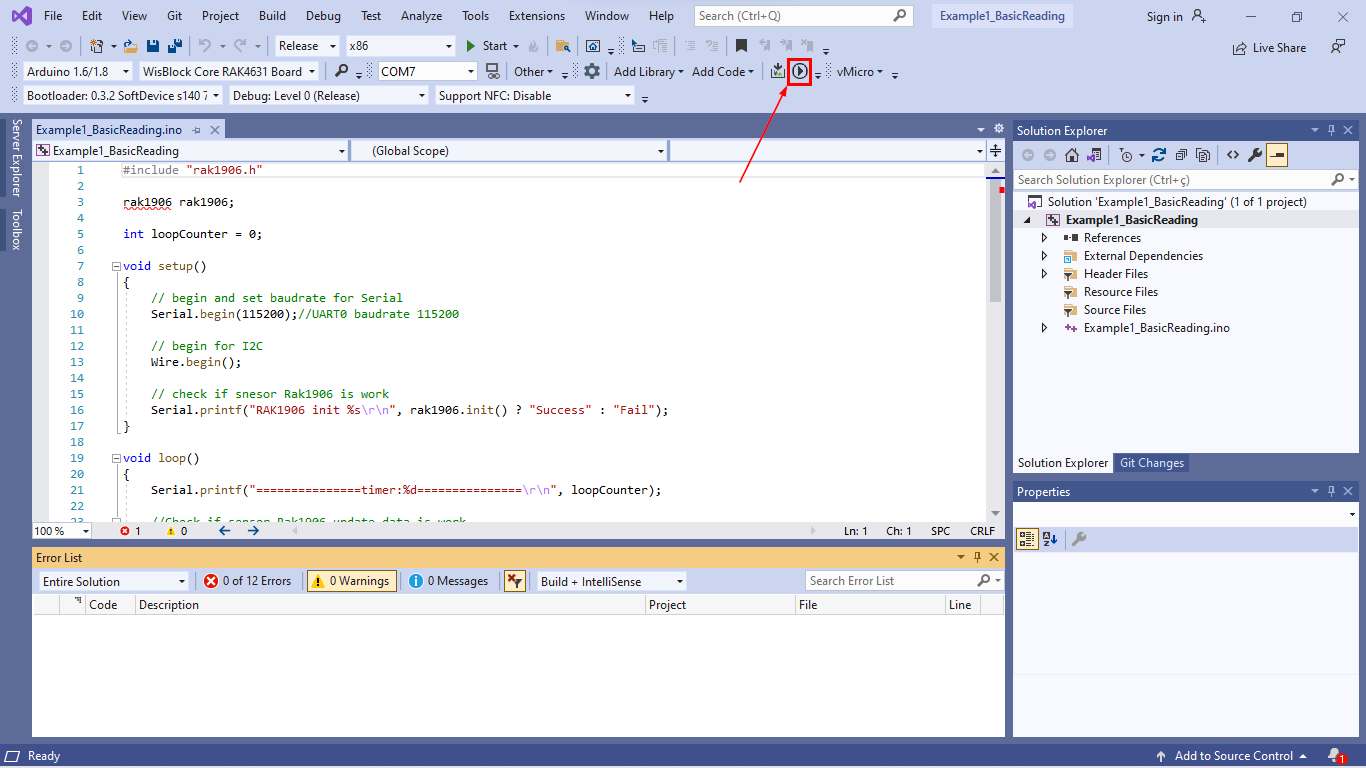 File Edit View Git Project Build Debug Test Analyze Tools Extensions Window Help Search (Ctrl+Q) Example1_BasicReading Sign in
Release x86 Start Live Share
Arduino 1.6/1.8 WisBlock Core RAK4631 Board COM7 Other Add Library Add Code vMicro
Bootloader: 0.3.2 SoftDevice s140 7 Debug: Level 0 (Release) Support NFC: Disable
Server Explorer
Toolbox
Example1_BasicReading.ino
Example1_BasicReading (Global Scope)
1 #include "rak1906.h"
2
3 rak1906 rak1906;
4
5 int loopCounter = 0;
6
7 void setup()
8 {
9 // begin and set baudrate for Serial
10 Serial.begin(115200);//UART0 baudrate 115200
11
12 // begin for I2C
13 Wire.begin();
14
15 // check if snesor Rak1906 is work
16 Serial.printf("RAK1906 init %s\r\n", rak1906.init() ? "Success" : "Fail");
17 }
18
19 void loop()
20 {
21 Serial.printf("===============timer:%d===============\r\n", loopCounter);
22
23 //Check if sensor Rak1906 update data is work
100 % 1 0 Ln: 1 Ch: 1 SPC CRLF
Error List
Entire Solution 0 of 12 Errors 0 Warnings 0 Messages Build + IntelliSense Search Error List
Code Description Project File Line
Solution Explorer
Search Solution Explorer (Ctrl+ç)
Solution 'Example1_BasicReading' (1 of 1 project)
Example1_BasicReading
References
External Dependencies
Header Files
Resource Files
Source Files
Example1_BasicReading.ino
Solution Explorer Git Changes
Properties
Ready Add to Source Control 1